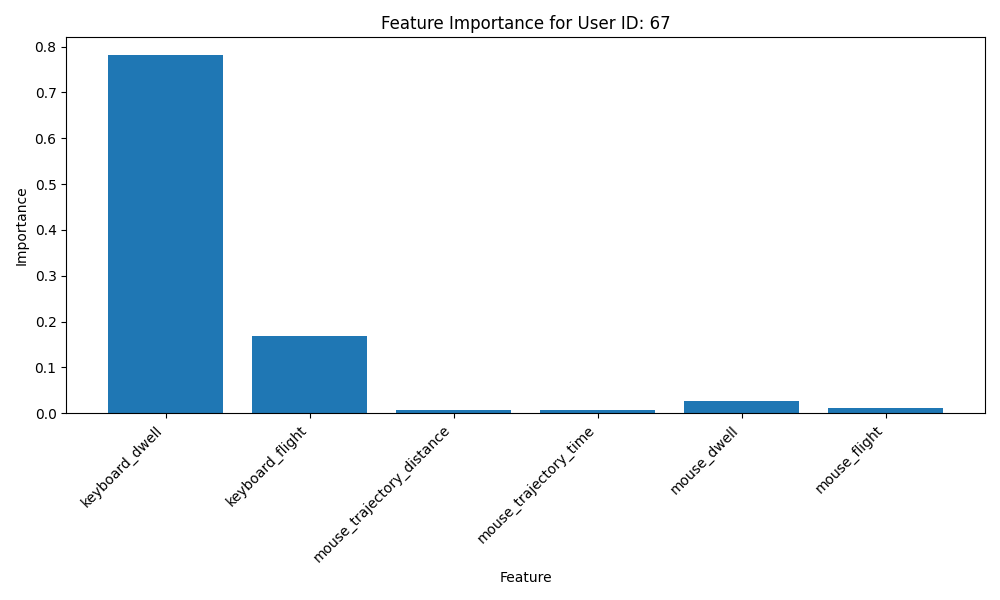 Feature Importance for User ID: 67
Importance
0.8
0.7
0.6
0.5
0.4
0.3
0.2
0.1
0.0
keyboard_dwell
keyboard_flight
mouse_trajectory_distance
mouse_trajectory_time
mouse_dwell
mouse_flight
Feature